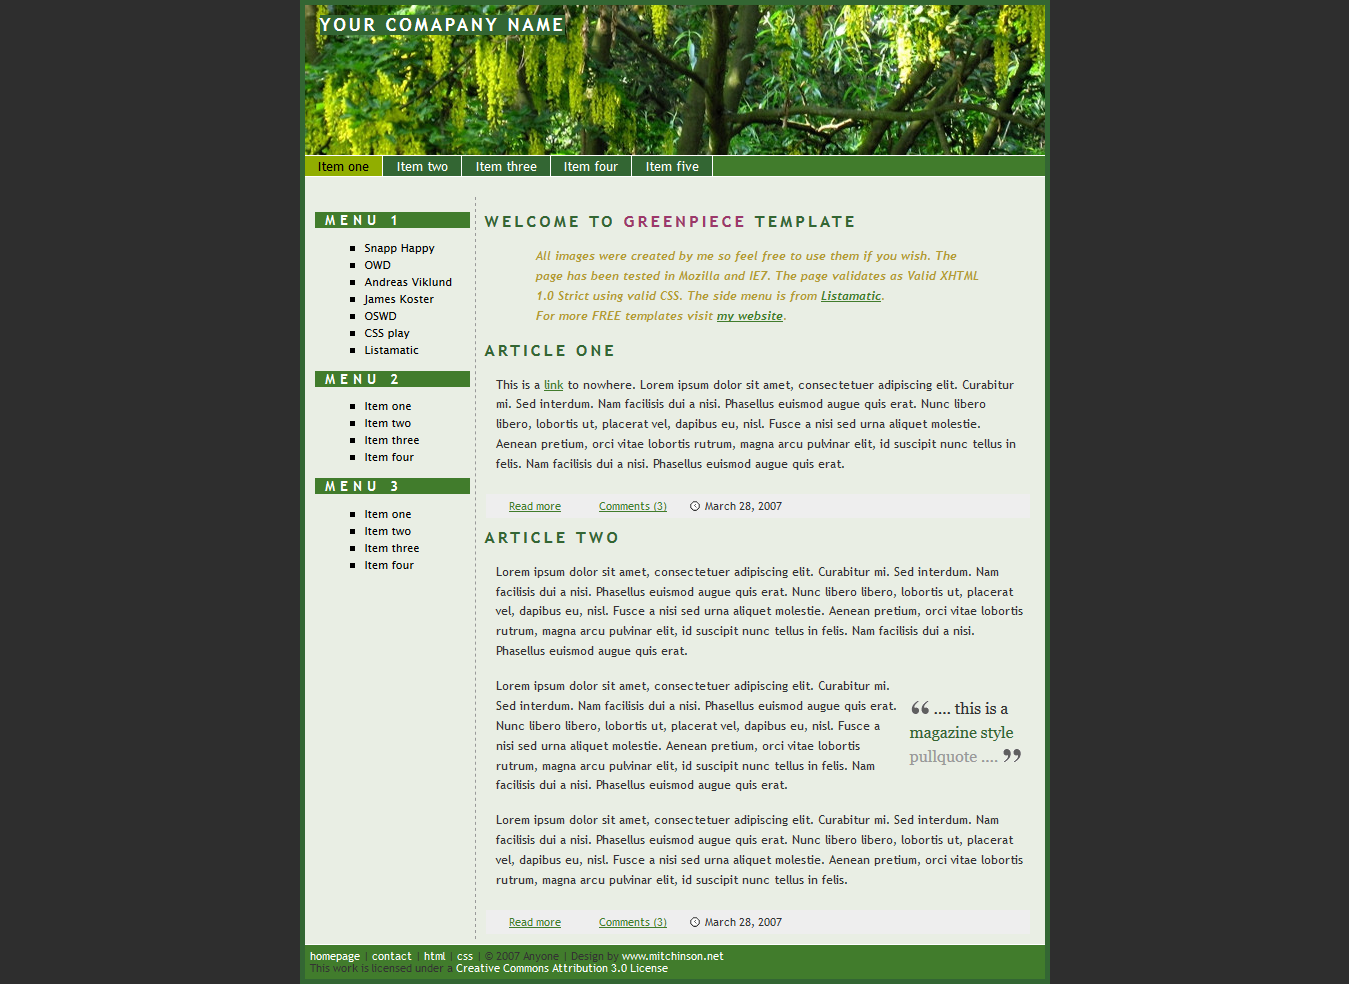 YOUR COMAPANY NAME
Item one Item two Item three Item four Item five
MENU 1
Snapp Happy
OWD
Andreas Viklund
James Koster
OSWD
CSS play
Listamatic
MENU 2
Item one
Item two
Item three
Item four
MENU 3
Item one
Item two
Item three
Item four
WELCOME TO GREENPIECE TEMPLATE
All images were created by me so feel free to use them if you wish. The
page has been tested in Mozilla and IE7. The page validates as Valid XHTML
1.0 Strict using valid CSS. The side menu is from Listamatic.
For more FREE templates visit my website.
ARTICLE ONE
This is a link to nowhere. Lorem ipsum dolor sit amet, consectetuer adipiscing elit. Curabitur
mi. Sed interdum. Nam facilisis dui a nisi. Phasellus euismod augue quis erat. Nunc libero
libero, lobortis ut, placerat vel, dapibus eu, nisl. Fusce a nisi sed urna aliquet molestie.
Aenean pretium, orci vitae lobortis rutrum, magna arcu pulvinar elit, id suscipit nunc tellus in
felis. Nam facilisis dui a nisi. Phasellus euismod augue quis erat.
Read more Comments (3) March 28, 2007
ARTICLE TWO
Lorem ipsum dolor sit amet, consectetuer adipiscing elit. Curabitur mi. Sed interdum. Nam
facilisis dui a nisi. Phasellus euismod augue quis erat. Nunc libero libero, lobortis ut, placerat
vel, dapibus eu, nisl. Fusce a nisi sed urna aliquet molestie. Aenean pretium, orci vitae lobortis
rutrum, magna arcu pulvinar elit, id suscipit nunc tellus in felis. Nam facilisis dui a nisi.
Phasellus euismod augue quis erat.
Lorem ipsum dolor sit amet, consectetuer adipiscing elit. Curabitur mi.
Sed interdum. Nam facilisis dui a nisi. Phasellus euismod augue quis erat.
Nunc libero libero, lobortis ut, placerat vel, dapibus eu, nisl. Fusce a
nisi sed urna aliquet molestie. Aenean pretium, orci vitae lobortis
rutrum, magna arcu pulvinar elit, id suscipit nunc tellus in felis. Nam
facilisis dui a nisi. Phasellus euismod augue quis erat.
“ .... this is a
magazine style
pullquote .... ”
Lorem ipsum dolor sit amet, consectetuer adipiscing elit. Curabitur mi. Sed interdum. Nam
facilisis dui a nisi. Phasellus euismod augue quis erat. Nunc libero libero, lobortis ut, placerat
vel, dapibus eu, nisl. Fusce a nisi sed urna aliquet molestie. Aenean pretium, orci vitae lobortis
rutrum, magna arcu pulvinar elit, id suscipit nunc tellus in felis.
Read more Comments (3) March 28, 2007
homepage | contact | html | css | © 2007 Anyone | Design by www.mitchinson.net
This work is licensed under a Creative Commons Attribution 3.0 License